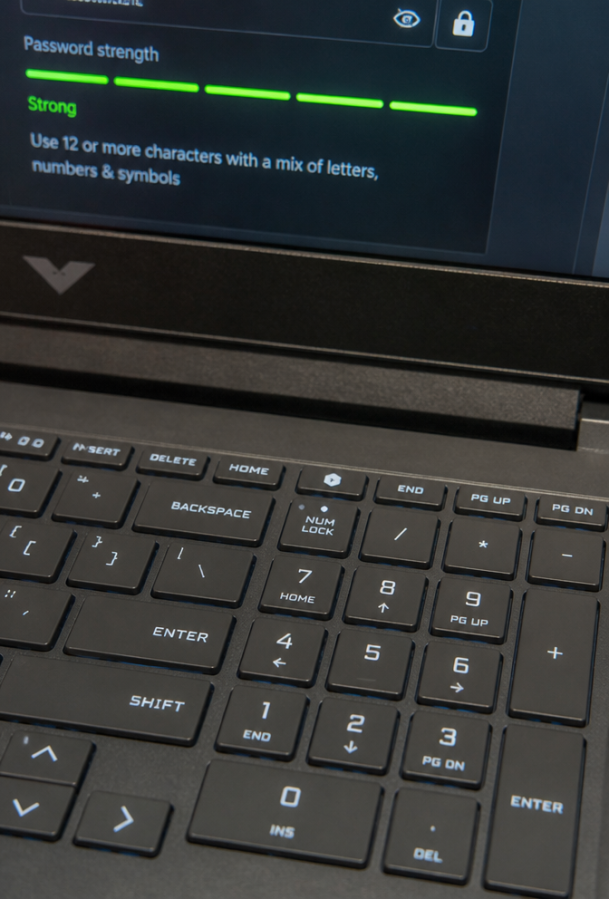 Password strength
Strong
Use 12 or more characters with a mix of letters,
numbers & symbols
INSERT DELETE HOME END PG UP PG DN
0 + BACKSPACE NUM LOCK / * -
{ [ } ] | \ 7 HOME 8 ↑ 9 PG UP +
, ENTER 4 ← 5 6 →
SHIFT 1 END 2 ↓ 3 PG DN ENTER
0 INS . DEL